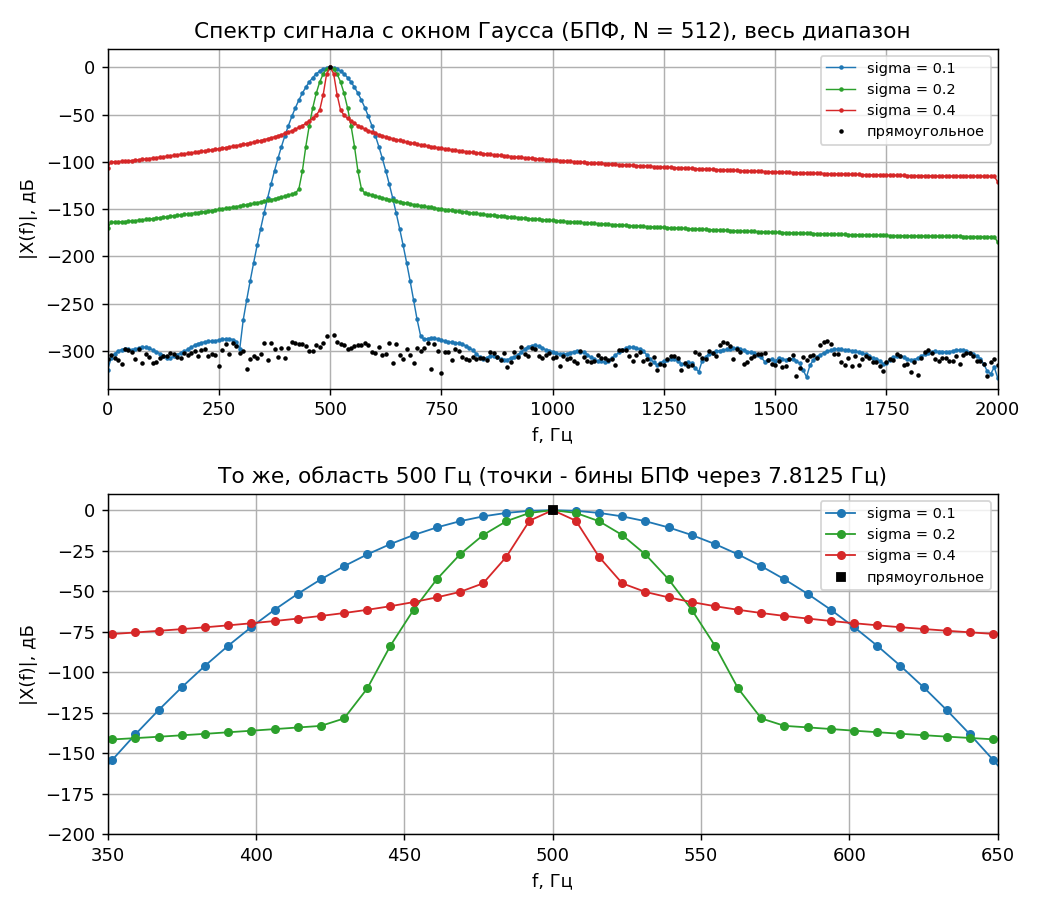 Спектр сигнала с окном Гаусса (БПФ, N = 512), весь диапазон
|X(f)|, дБ
0
−50
−100
−150
−200
−250
−300
sigma = 0.1
sigma = 0.2
sigma = 0.4
прямоугольное
0 250 500 750 1000 1250 1500 1750 2000
f, Гц
То же, область 500 Гц (точки - бины БПФ через 7.8125 Гц)
|X(f)|, дБ
0
−25
−50
−75
−100
−125
−150
−175
−200
sigma = 0.1
sigma = 0.2
sigma = 0.4
прямоугольное
350 400 450 500 550 600 650
f, Гц